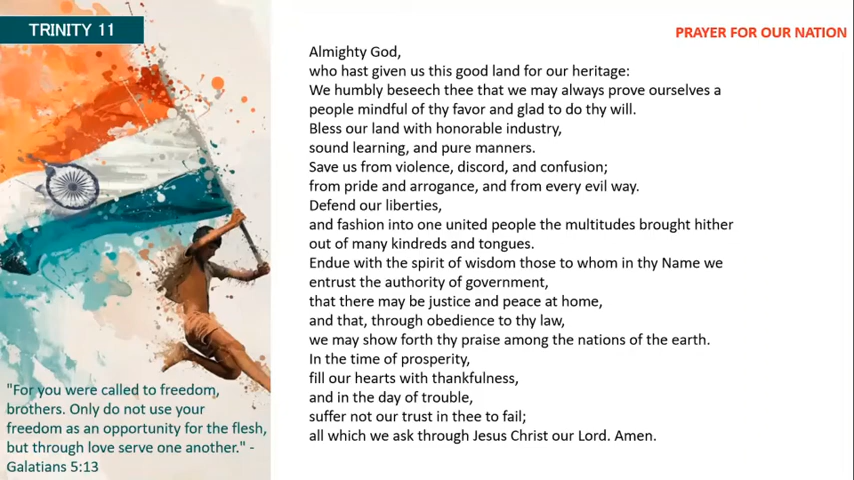 TRINITY 11
PRAYER FOR OUR NATION
Almighty God,
who hast given us this good land for our heritage:
We humbly beseech thee that we may always prove ourselves a
people mindful of thy favor and glad to do thy will.
Bless our land with honorable industry,
sound learning, and pure manners.
Save us from violence, discord, and confusion;
from pride and arrogance, and from every evil way.
Defend our liberties,
and fashion into one united people the multitudes brought hither
out of many kindreds and tongues.
Endue with the spirit of wisdom those to whom in thy Name we
entrust the authority of government,
that there may be justice and peace at home,
and that, through obedience to thy law,
we may show forth thy praise among the nations of the earth.
In the time of prosperity,
fill our hearts with thankfulness,
and in the day of trouble,
suffer not our trust in thee to fail;
all which we ask through Jesus Christ our Lord. Amen.
"For you were called to freedom,
brothers. Only do not use your
freedom as an opportunity for the flesh,
but through love serve one another." -
Galatians 5:13